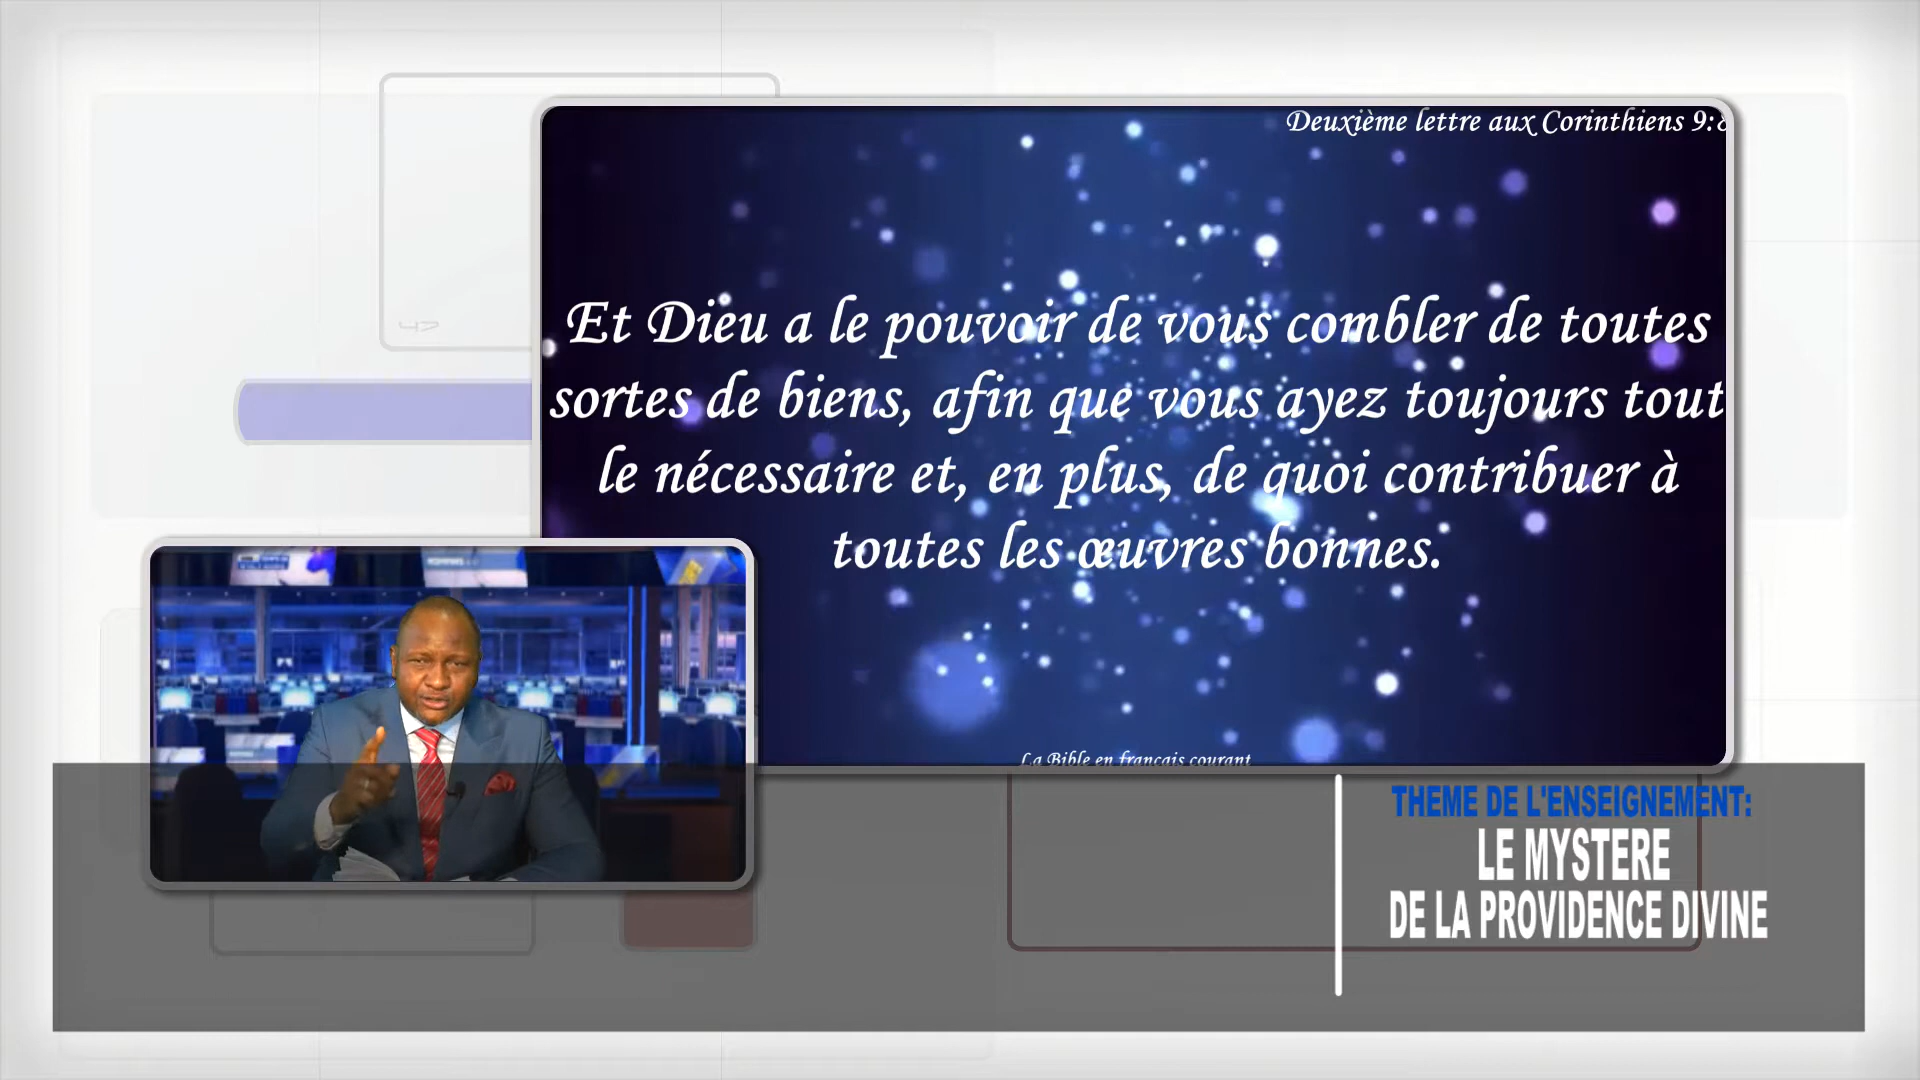 Deuxième lettre aux Corinthiens 9:8
Et Dieu a le pouvoir de vous combler de toutes
sortes de biens, afin que vous ayez toujours tout
le nécessaire et, en plus, de quoi contribuer à
toutes les œuvres bonnes.
La Bible en français courant
THEME DE L'ENSEIGNEMENT:
LE MYSTERE
DE LA PROVIDENCE DIVINE